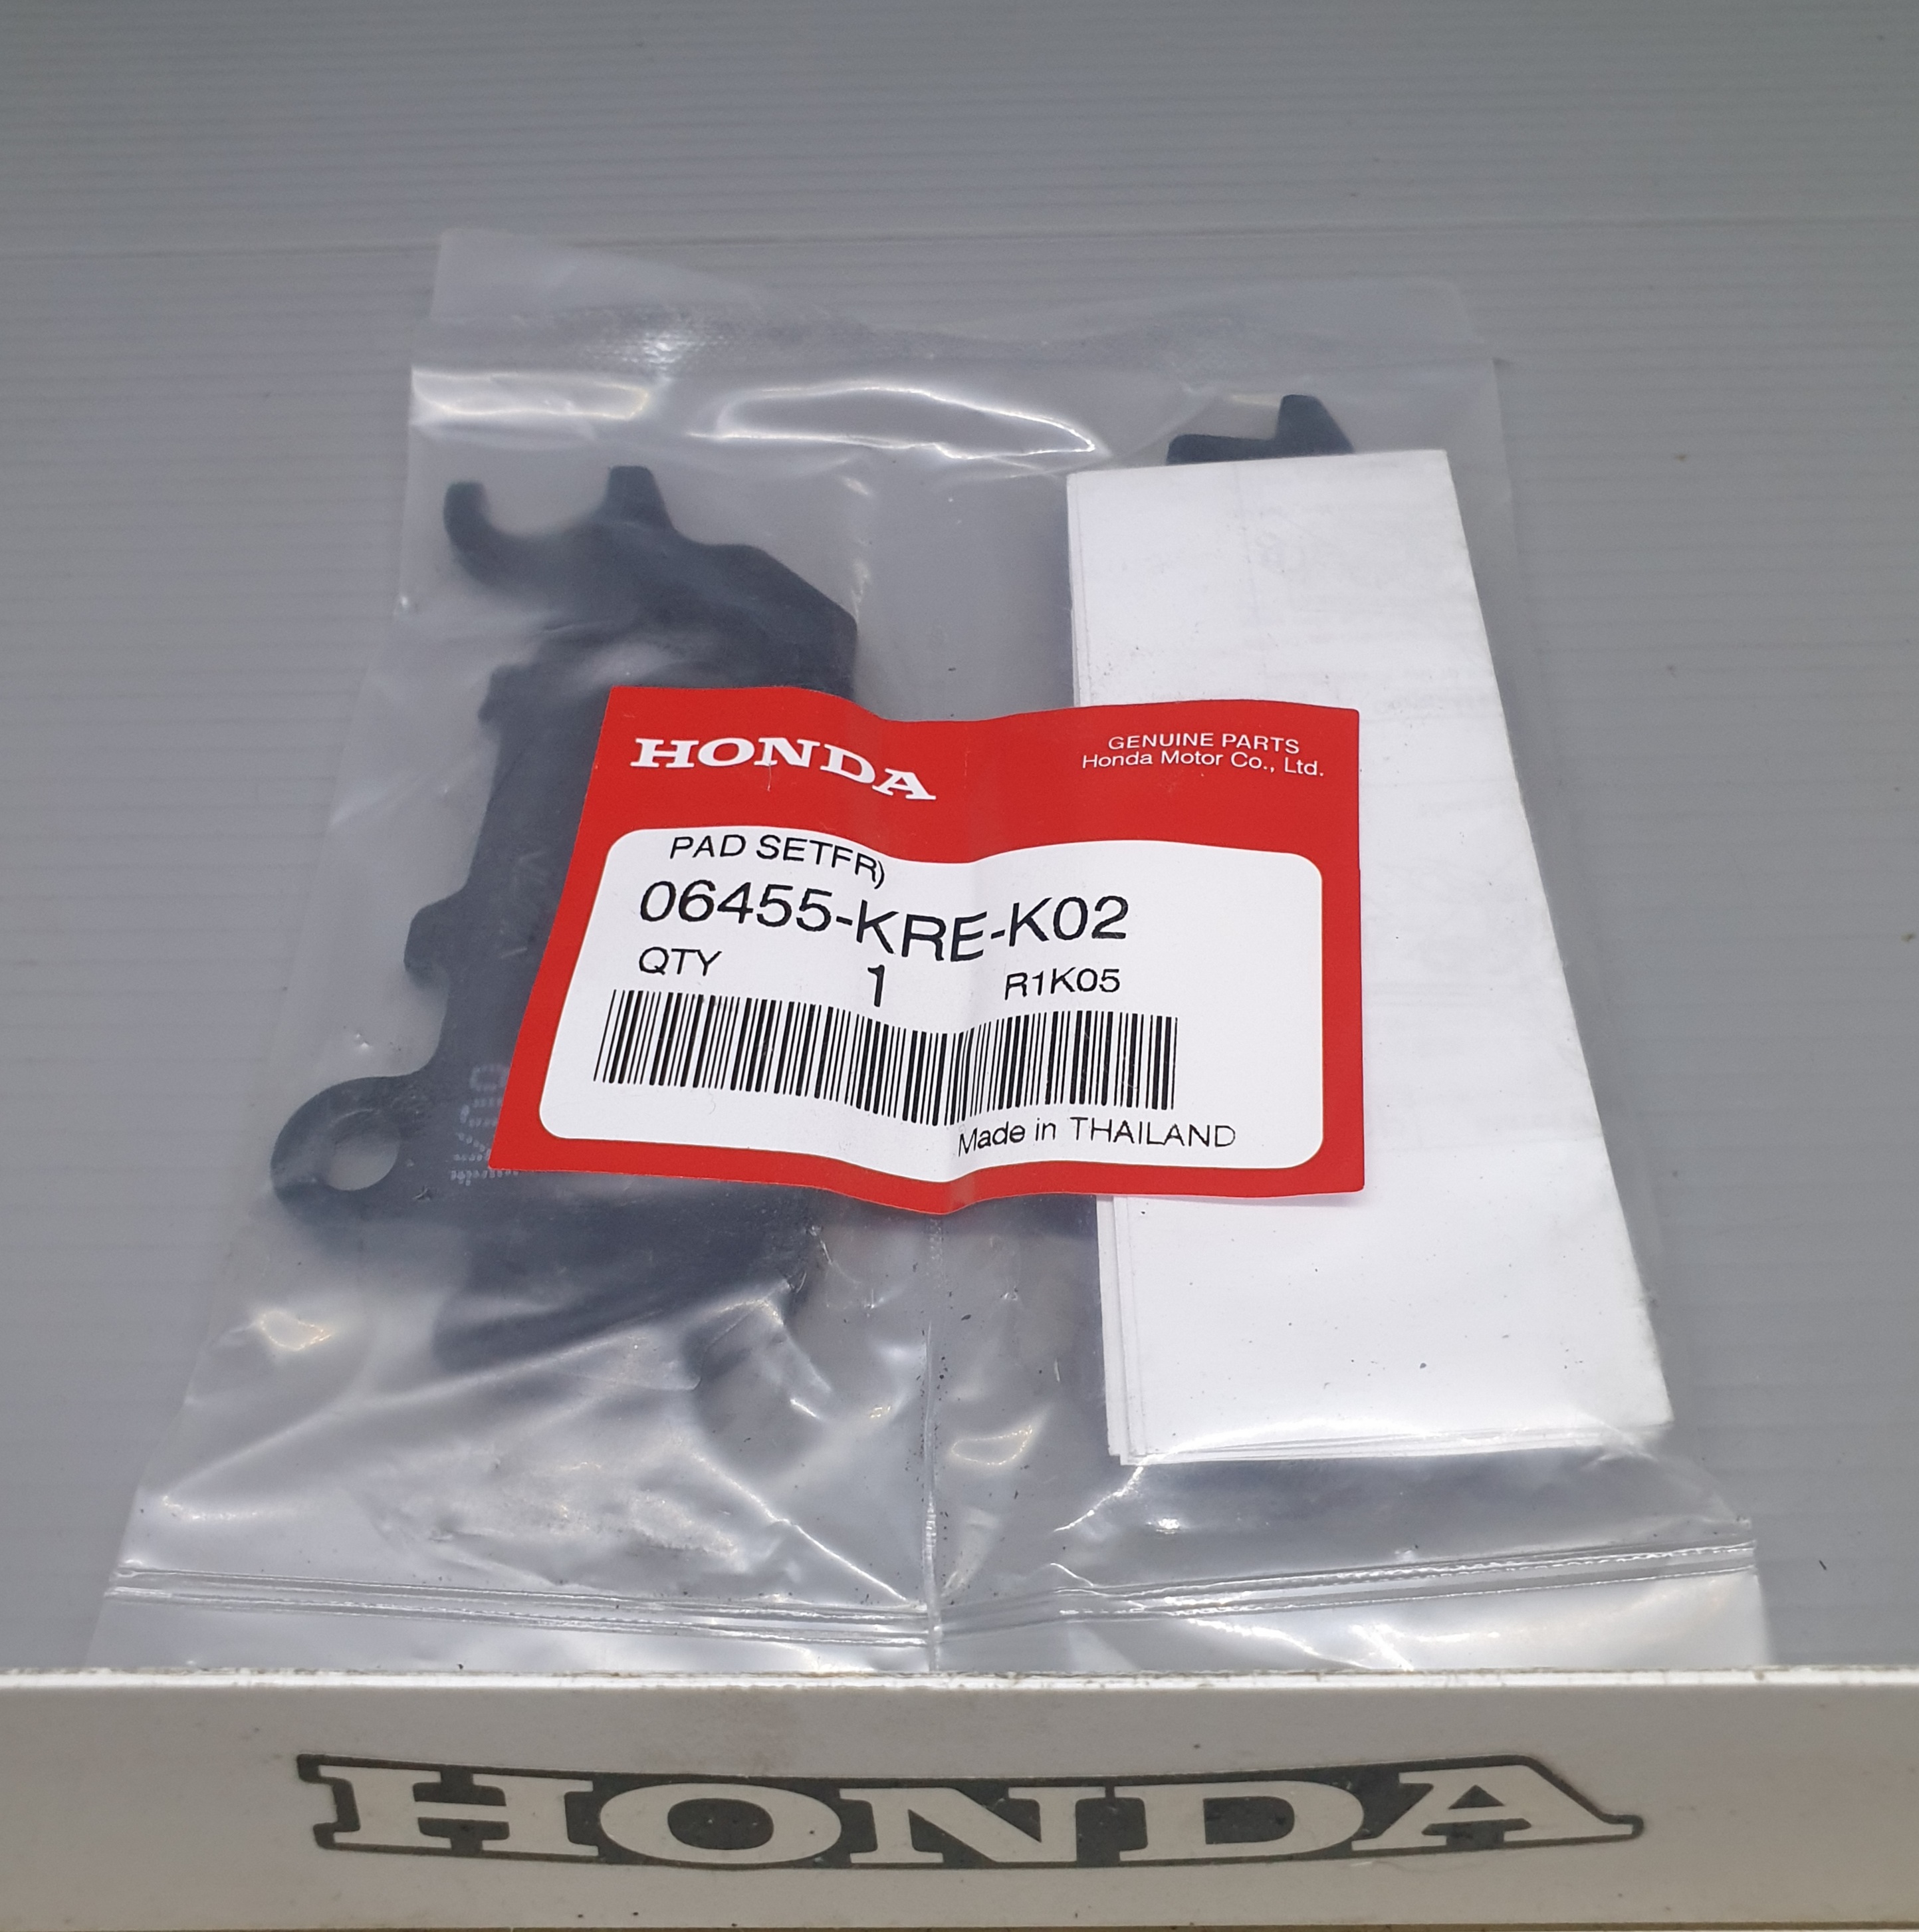 HONDA
GENUINE PARTS
Honda Motor Co., Ltd.
PAD SETFR)
06455-KRE-K02
QTY 1 R1K05
Made in THAILAND
HONDA